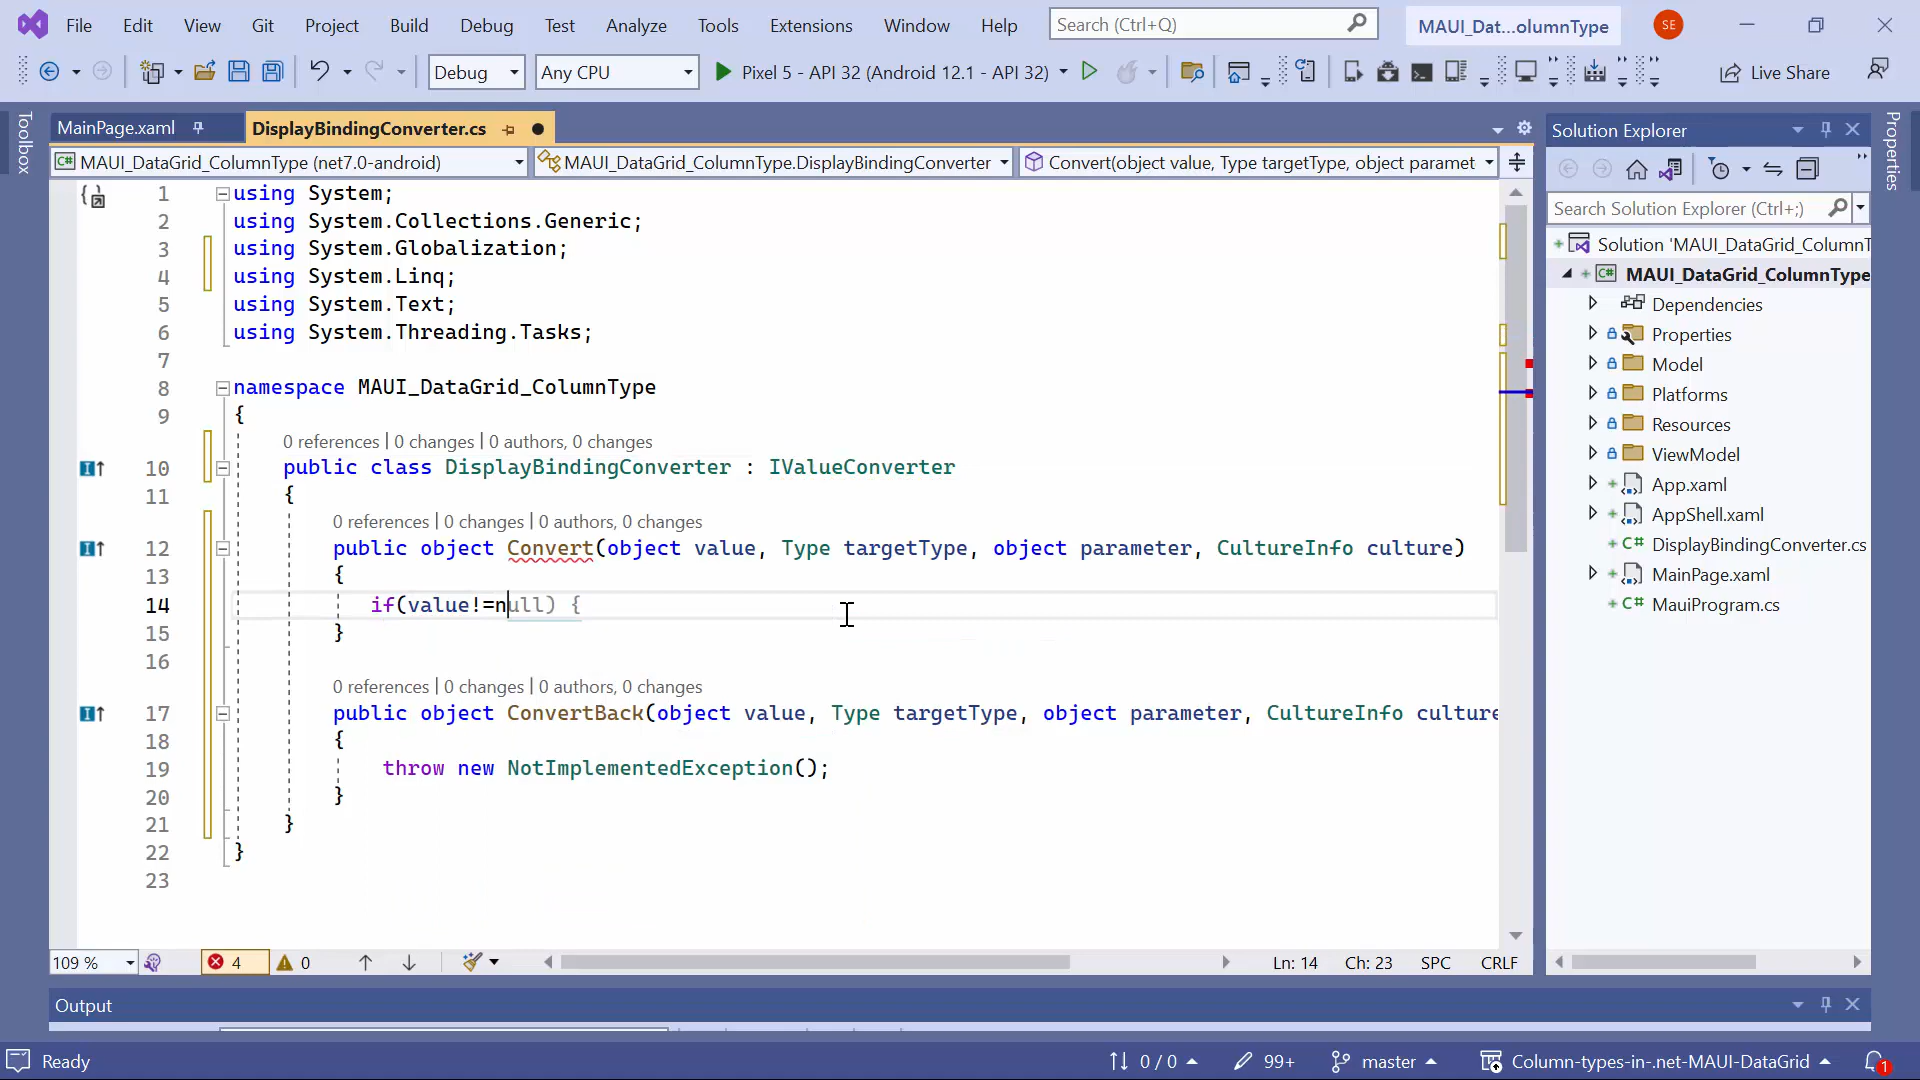 File Edit View Git Project Build Debug Test Analyze Tools Extensions Window Help Search (Ctrl+Q) MAUI_Dat...olumnType SE
Debug Any CPU Pixel 5 - API 32 (Android 12.1 - API 32) Live Share
Toolbox
MainPage.xaml DisplayBindingConverter.cs
MAUI_DataGrid_ColumnType (net7.0-android) MAUI_DataGrid_ColumnType.DisplayBindingConverter Convert(object value, Type targetType, object paramet
1 using System;
2 using System.Collections.Generic;
3 using System.Globalization;
4 using System.Linq;
5 using System.Text;
6 using System.Threading.Tasks;
7
8 namespace MAUI_DataGrid_ColumnType
9 {
0 references | 0 changes | 0 authors, 0 changes
10 public class DisplayBindingConverter : IValueConverter
11 {
0 references | 0 changes | 0 authors, 0 changes
12 public object Convert(object value, Type targetType, object parameter, CultureInfo culture)
13 {
14 if(value!=null) {
15 }
16
0 references | 0 changes | 0 authors, 0 changes
17 public object ConvertBack(object value, Type targetType, object parameter, CultureInfo culture
18 {
19 throw new NotImplementedException();
20 }
21 }
22 }
23
109 % 4 0 Ln: 14 Ch: 23 SPC CRLF
Solution Explorer
Search Solution Explorer (Ctrl+;)
Solution 'MAUI_DataGrid_ColumnT
MAUI_DataGrid_ColumnType
Dependencies
Properties
Model
Platforms
Resources
ViewModel
App.xaml
AppShell.xaml
DisplayBindingConverter.cs
MainPage.xaml
MauiProgram.cs
Properties
Output
Ready 0 / 0 99+ master Column-types-in-.net-MAUI-DataGrid 1